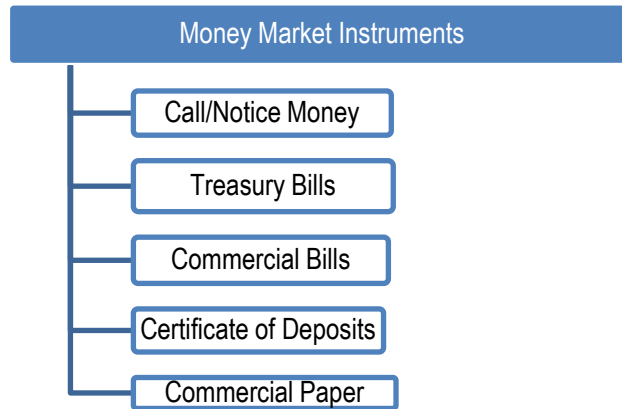 Money Market Instruments
Call/Notice Money
Treasury Bills
Commercial Bills
Certificate of Deposits
Commercial Paper